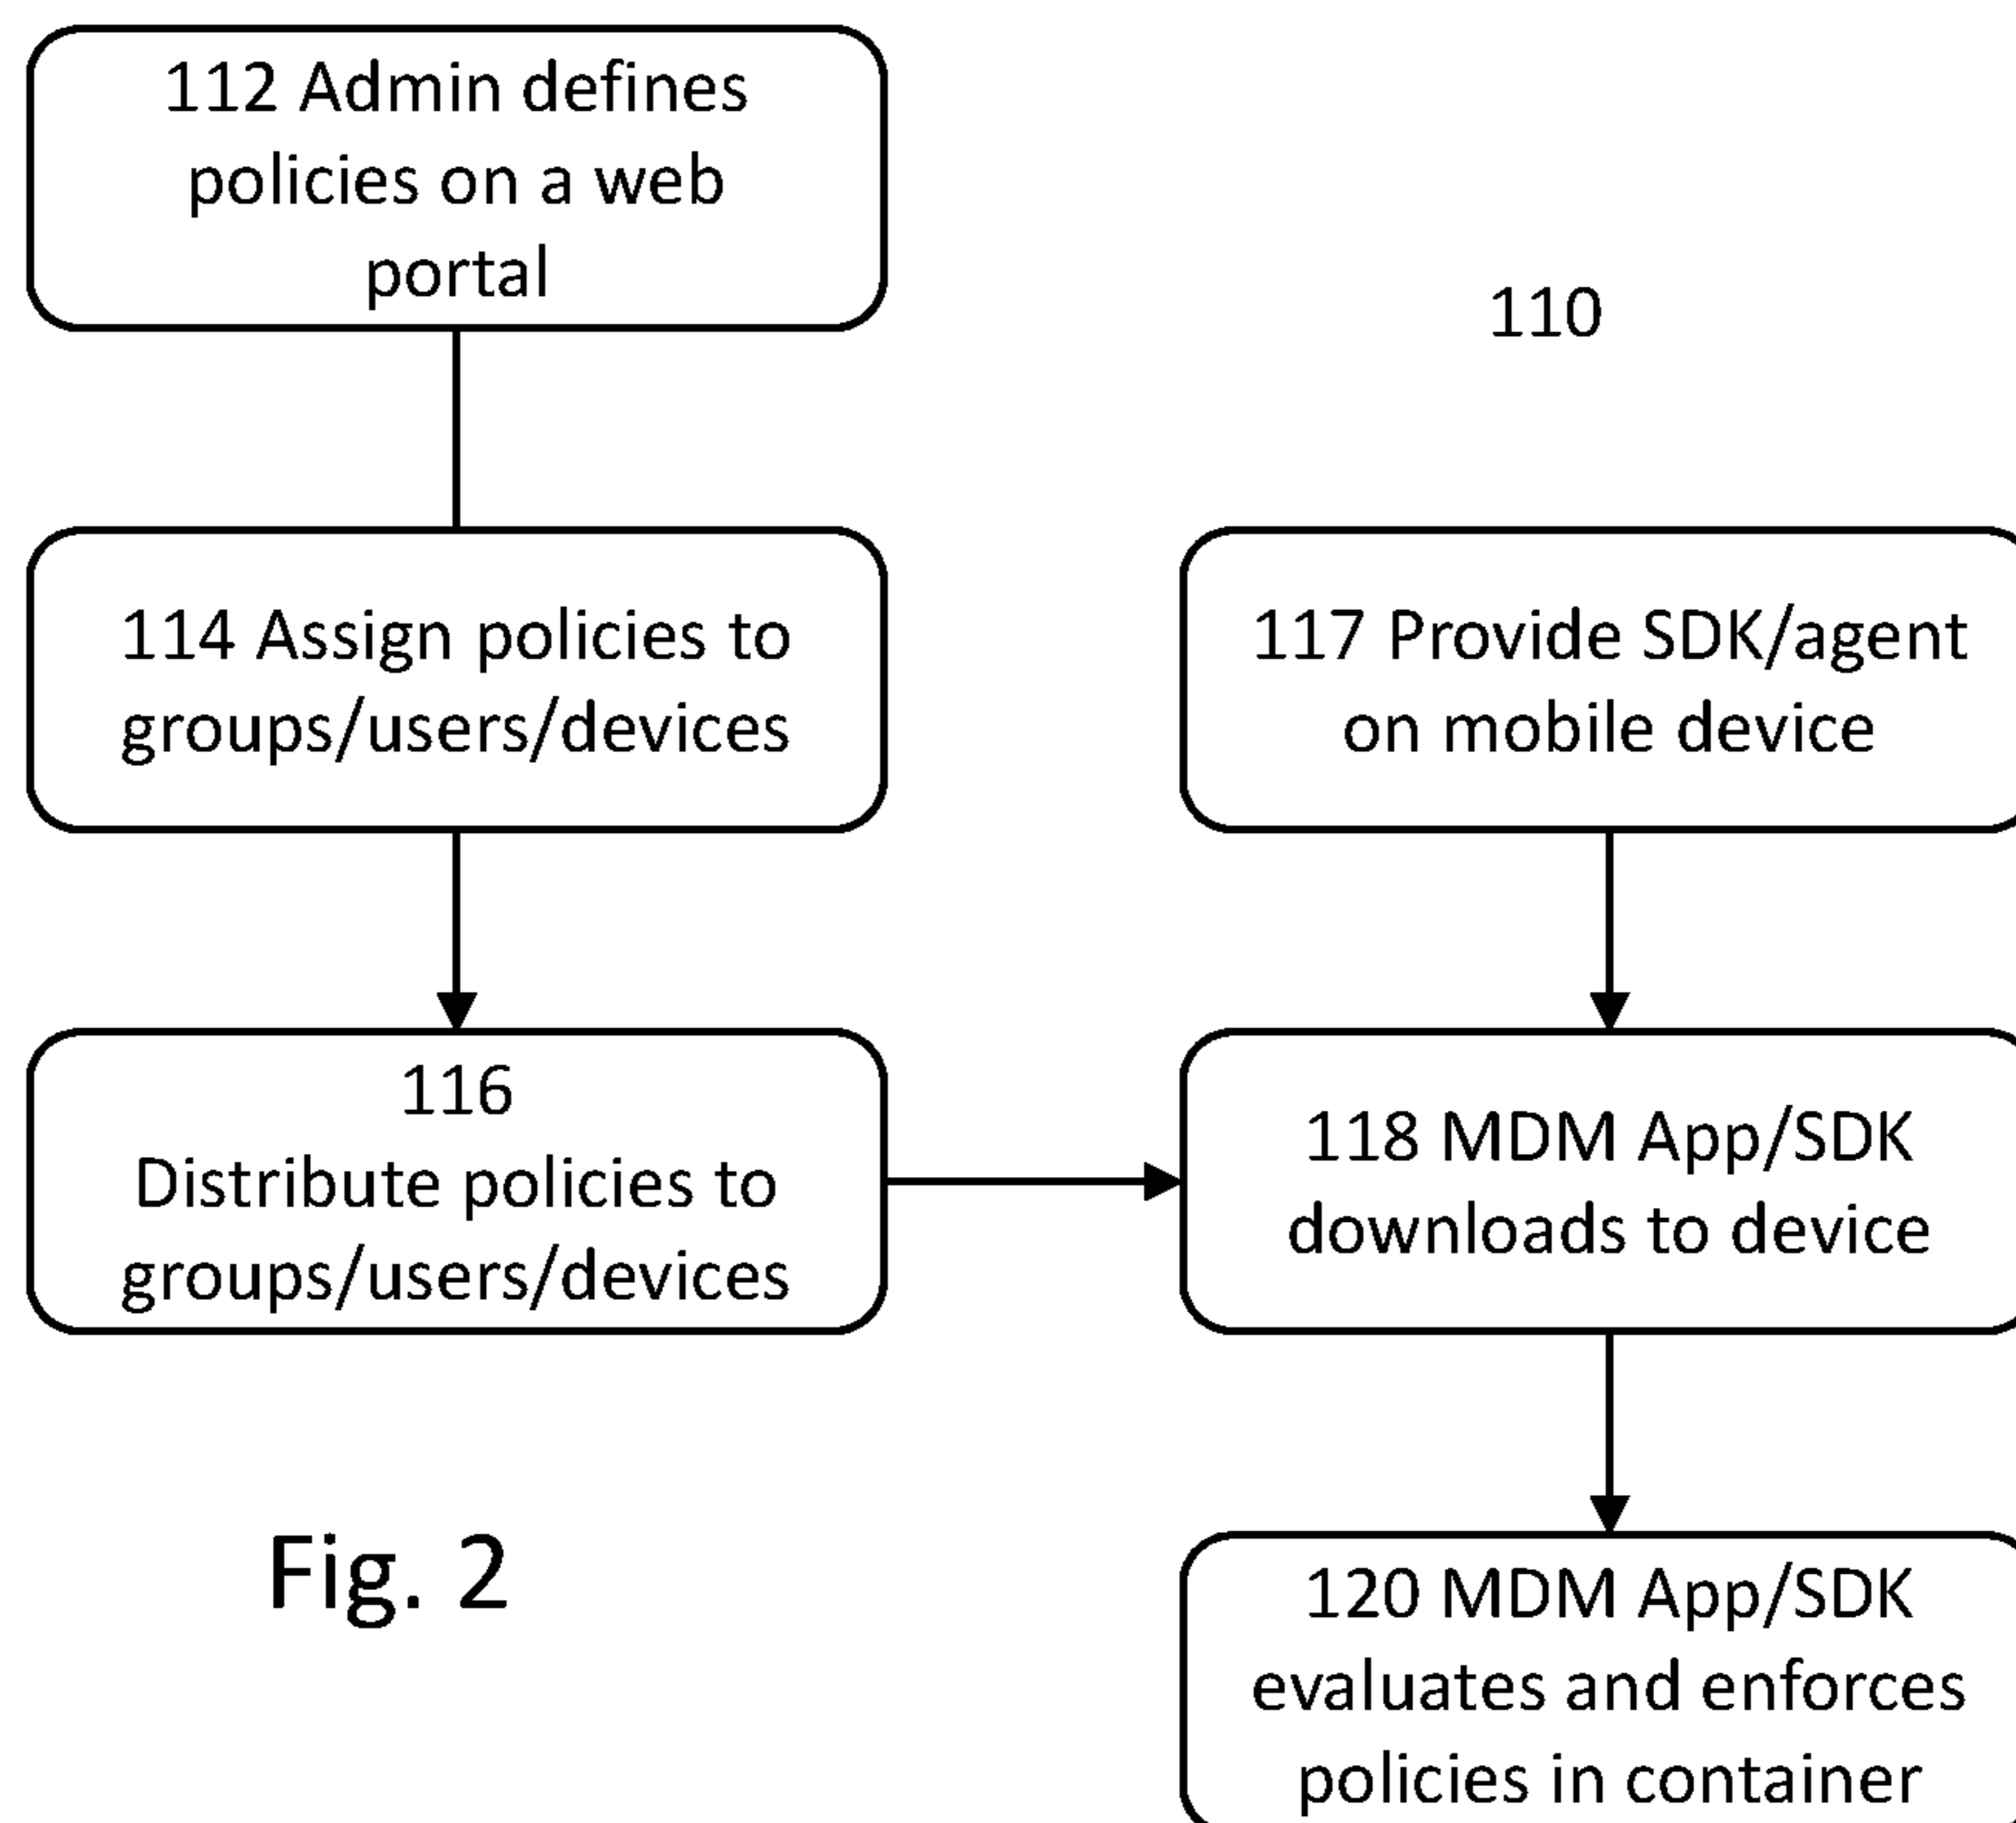 112 Admin defines
policies on a web
portal
110
114 Assign policies to
groups/users/devices
117 Provide SDK/agent
on mobile device
116
Distribute policies to
groups/users/devices
118 MDM App/SDK
downloads to device
Fig. 2
120 MDM App/SDK
evaluates and enforces
policies in container